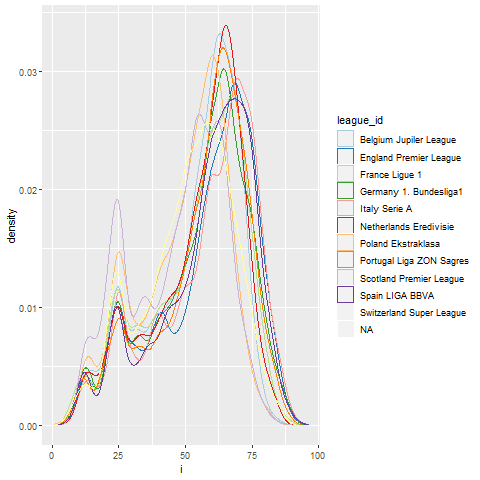 0.03
0.02
0.01
0.00
density
0
25
50
75
100
i
league_id
Belgium Jupiler League
England Premier League
France Ligue 1
Germany 1. Bundesliga1
Italy Serie A
Netherlands Eredivisie
Poland Ekstraklasa
Portugal Liga ZON Sagres
Scotland Premier League
Spain LIGA BBVA
Switzerland Super League
NA